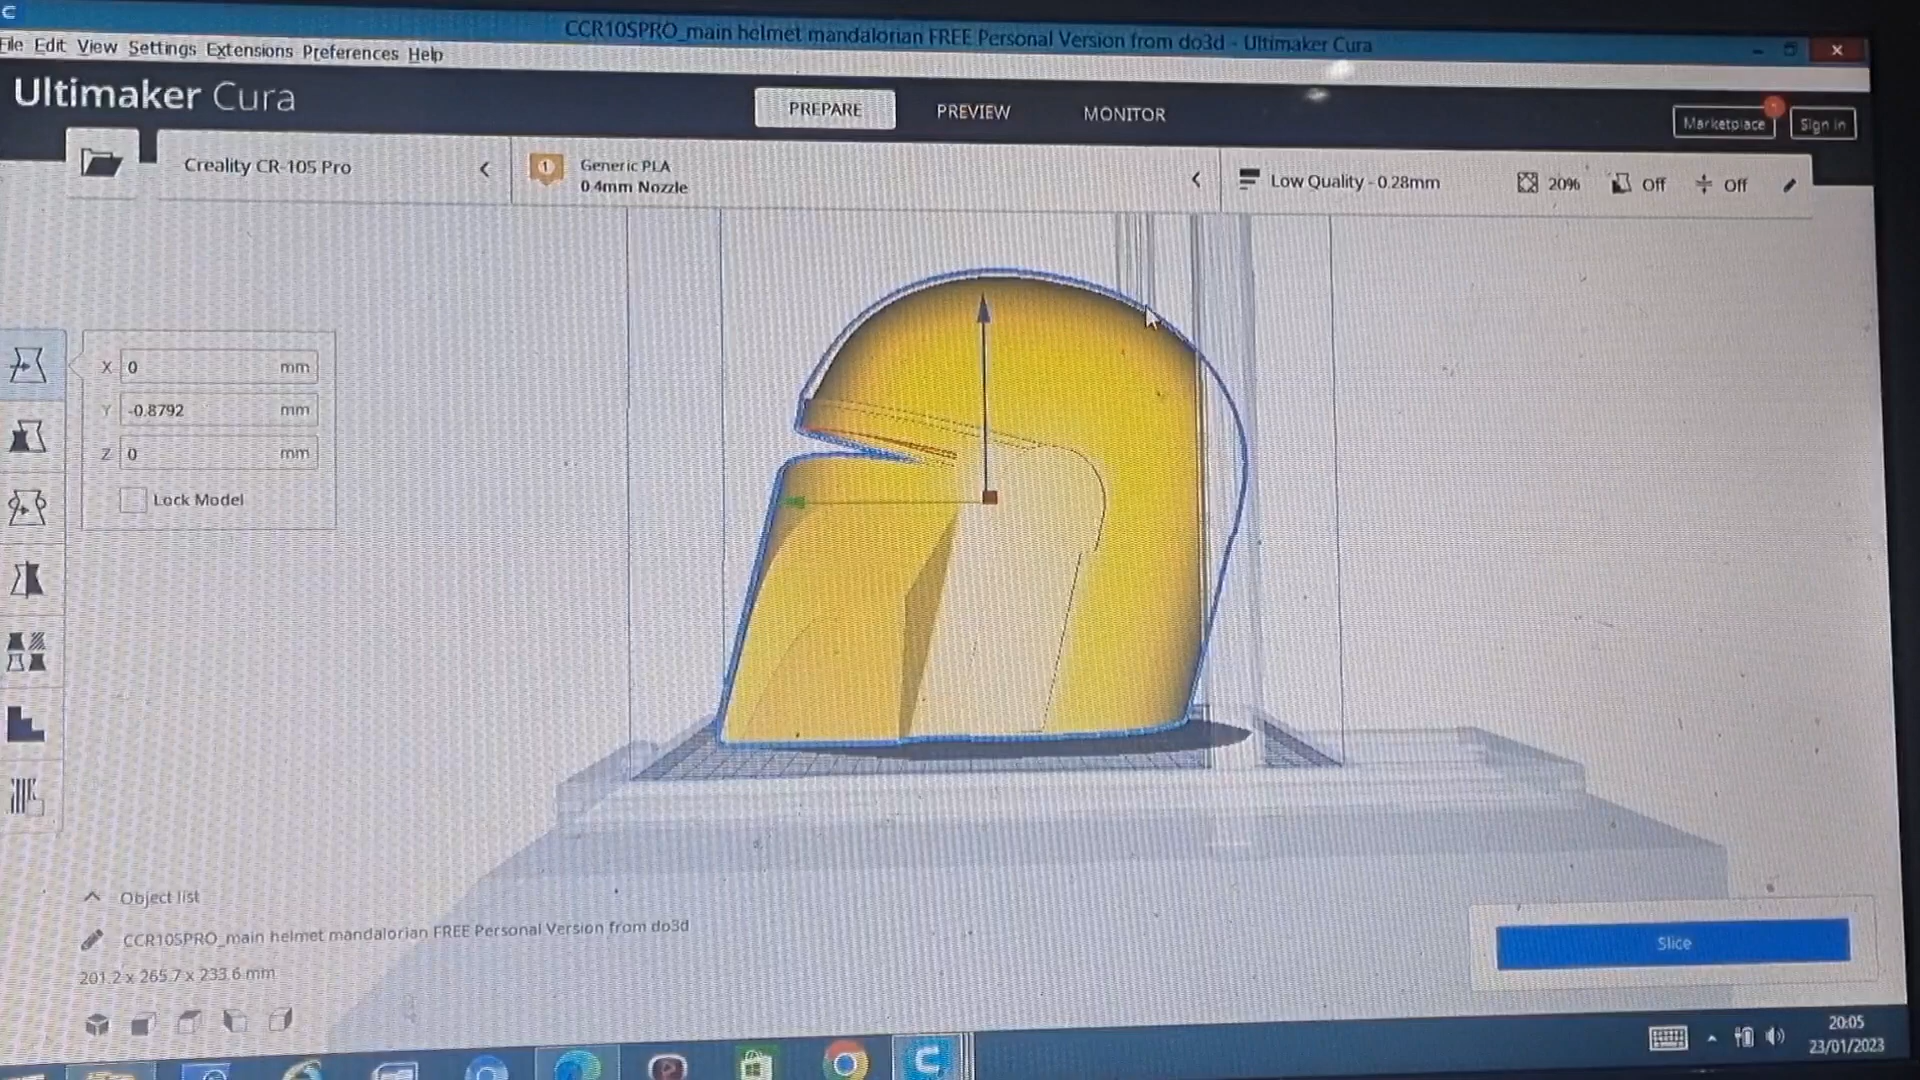 CCR10SPRO_main helmet mandalorian FREE Personal Version from do3d - Ultimaker Cura
File Edit View Settings Extensions Preferences Help
Ultimaker Cura
PREPARE
PREVIEW
MONITOR
Marketplace
Sign in
Creality CR-10S Pro
1
Generic PLA
0.4mm Nozzle
Low Quality - 0.28mm
20%
Off
Off
X 0 mm
Y -0.8792 mm
Z 0 mm
Lock Model
Object list
CCR10SPRO_main helmet mandalorian FREE Personal Version from do3d
201.2 x 265.7 x 233.6 mm
Slice
20:05
23/01/2023